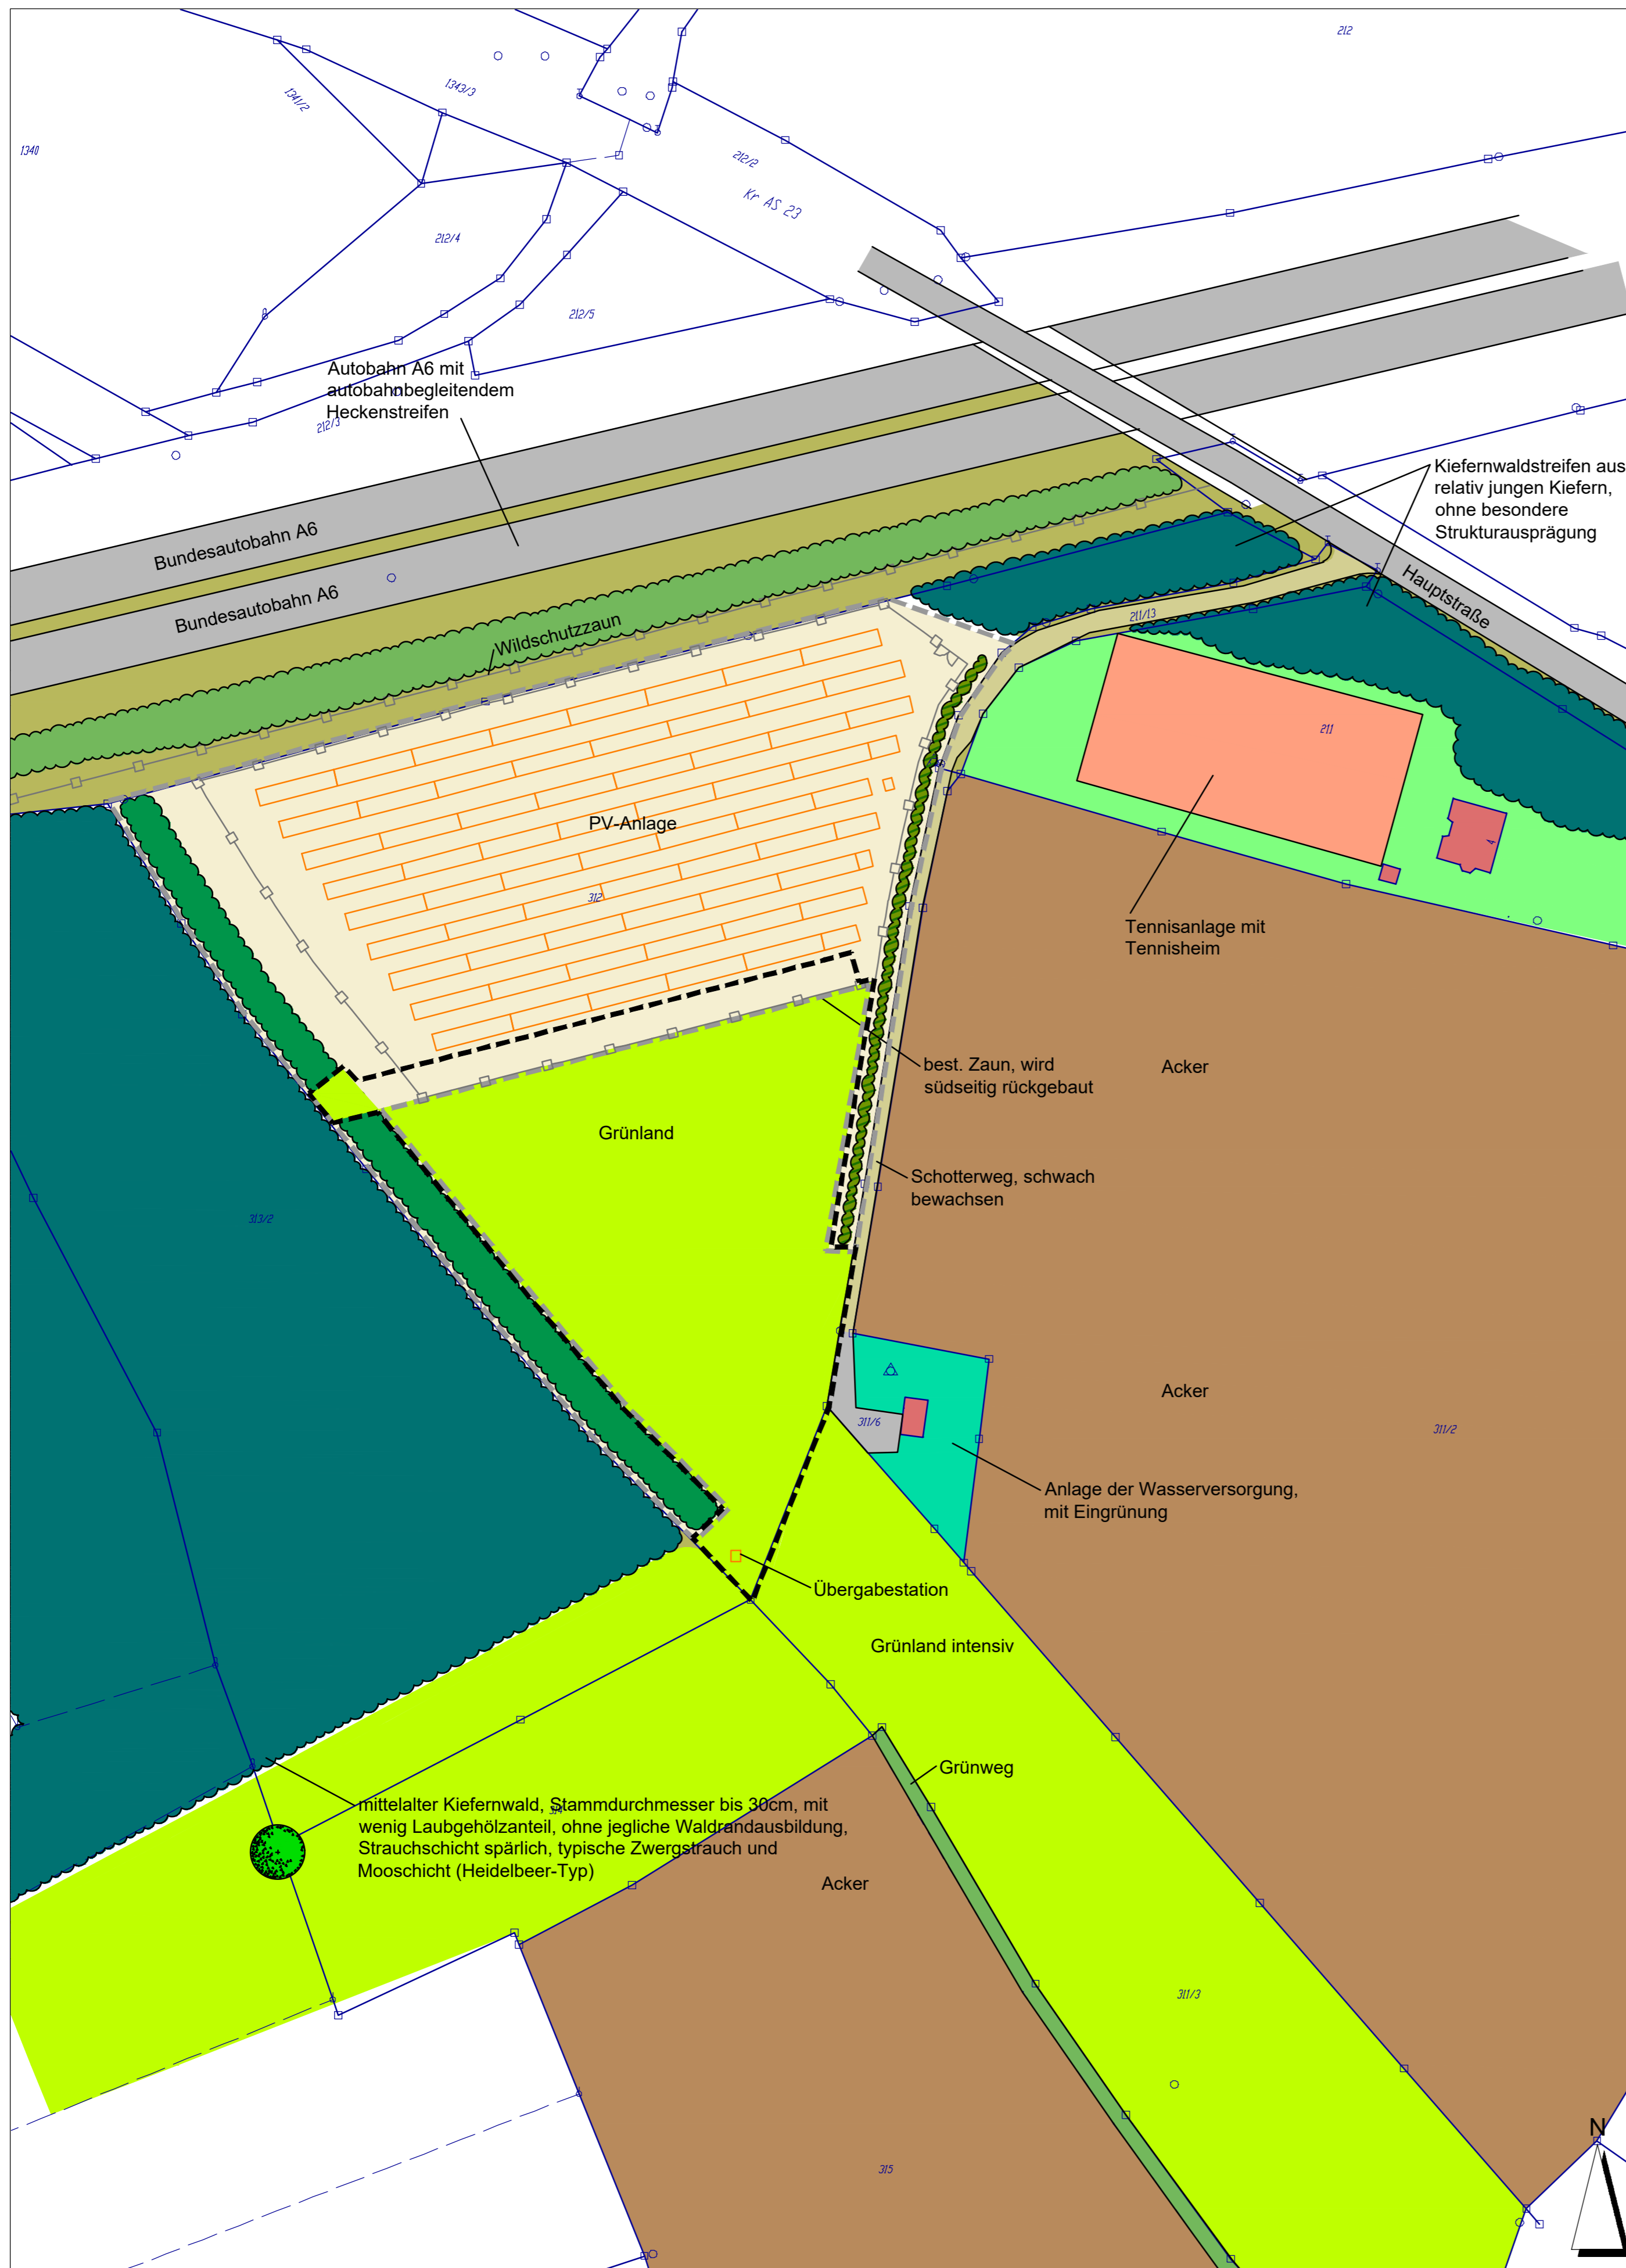 212
1341/2
1343/3
1340
212/2
Kr AS 23
212/4
212/5
Autobahn A6 mit
autobahnbegleitendem
Heckenstreifen
212/3
Kiefernwaldstreifen aus
relativ jungen Kiefern,
ohne besondere
Strukturausprägung
Bundesautobahn A6
Bundesautobahn A6
Hauptstraße
Wildschutzzaun
211/13
211
PV-Anlage
4
312
Tennisanlage mit
Tennisheim
best. Zaun, wird
südseitig rückgebaut
Acker
Grünland
Schotterweg, schwach
bewachsen
313/2
Acker
311/6
311/2
Anlage der Wasserversorgung,
mit Eingrünung
Übergabestation
Grünland intensiv
Grünweg
mittelalter Kiefernwald, Stammdurchmesser bis 30cm, mit
wenig Laubgehölzanteil, ohne jegliche Waldrandausbildung,
Strauchschicht spärlich, typische Zwergstrauch und
Mooschicht (Heidelbeer-Typ)
Acker
311/3
N
315